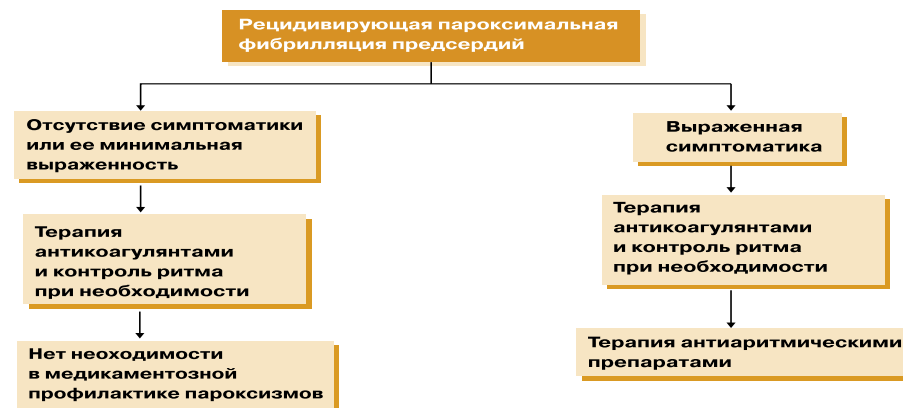 Рецидивирующая пароксимальная
фибрилляция предсердий
Отсутствие симптоматики
или ее минимальная
выраженность
Терапия
антикоагулянтами
и контроль ритма
при необходимости
Нет неоходимости
в медикаментозной
профилактике пароксизмов
Выраженная
симптоматика
Терапия
антикоагулянтами
и контроль ритма
при необходимости
Терапия антиаритмическими
препаратами